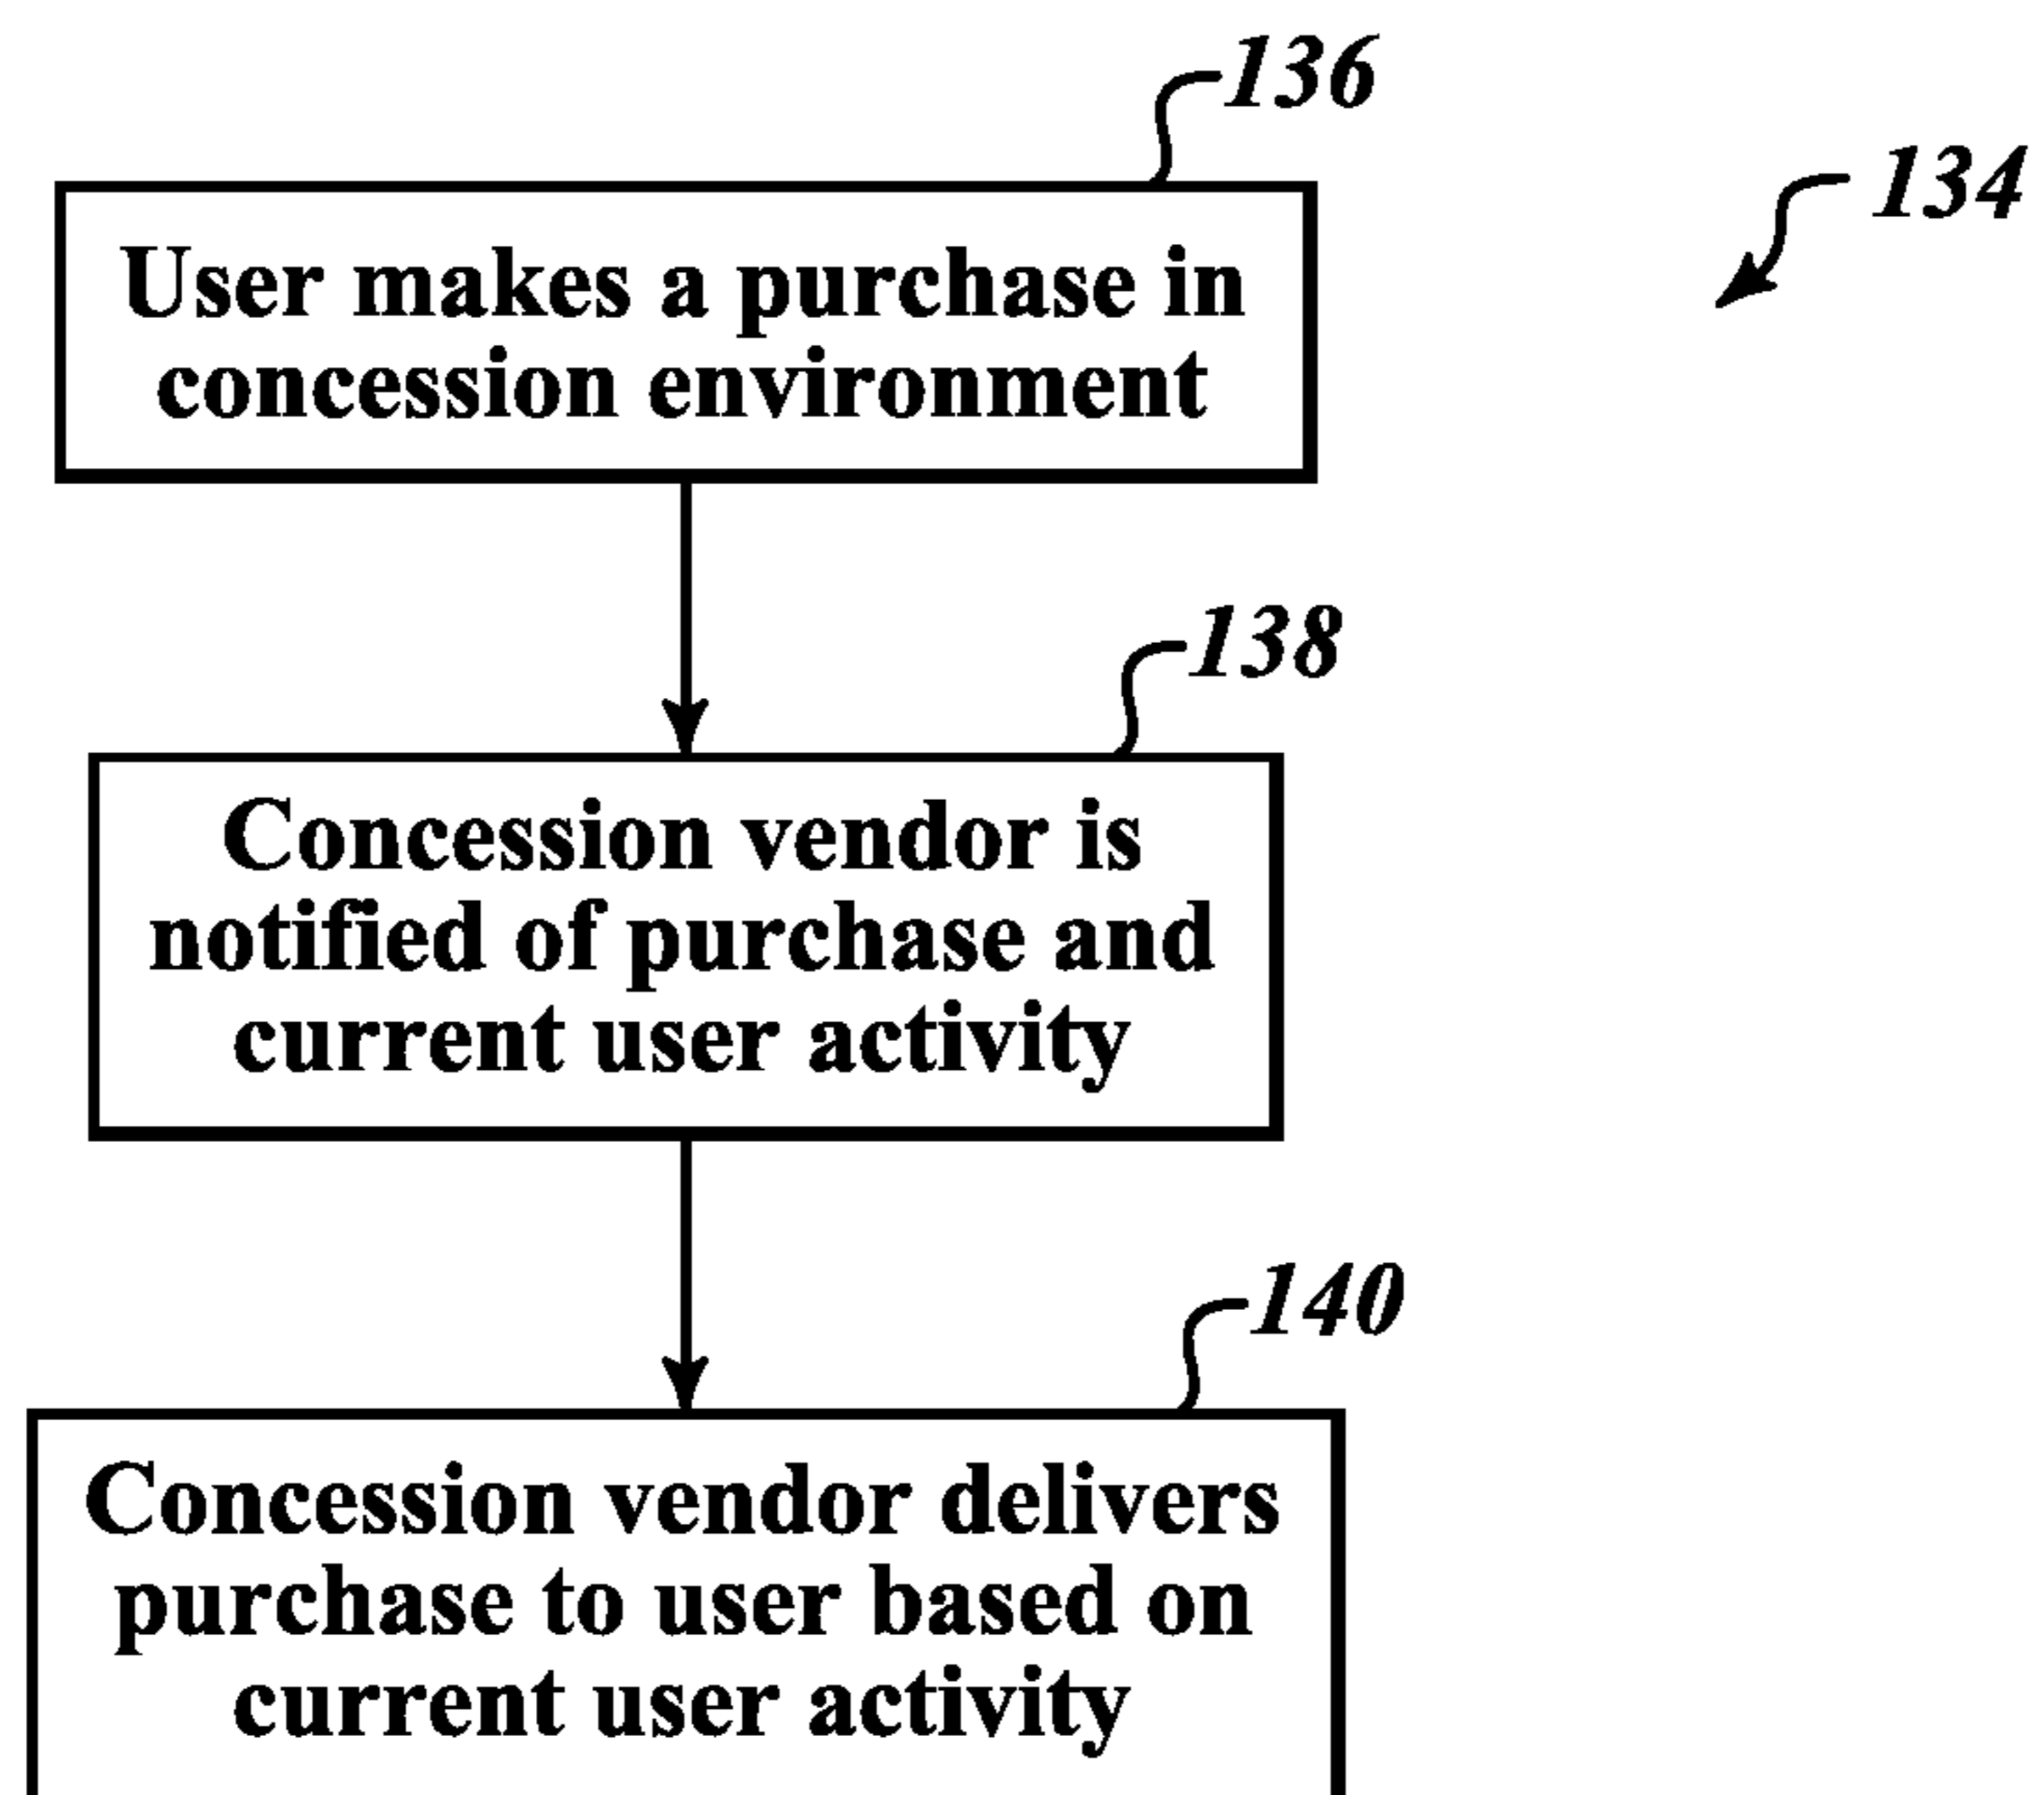 136
134
User makes a purchase in
concession environment
138
Concession vendor is
notified of purchase and
current user activity
140
Concession vendor delivers
purchase to user based on
current user activity